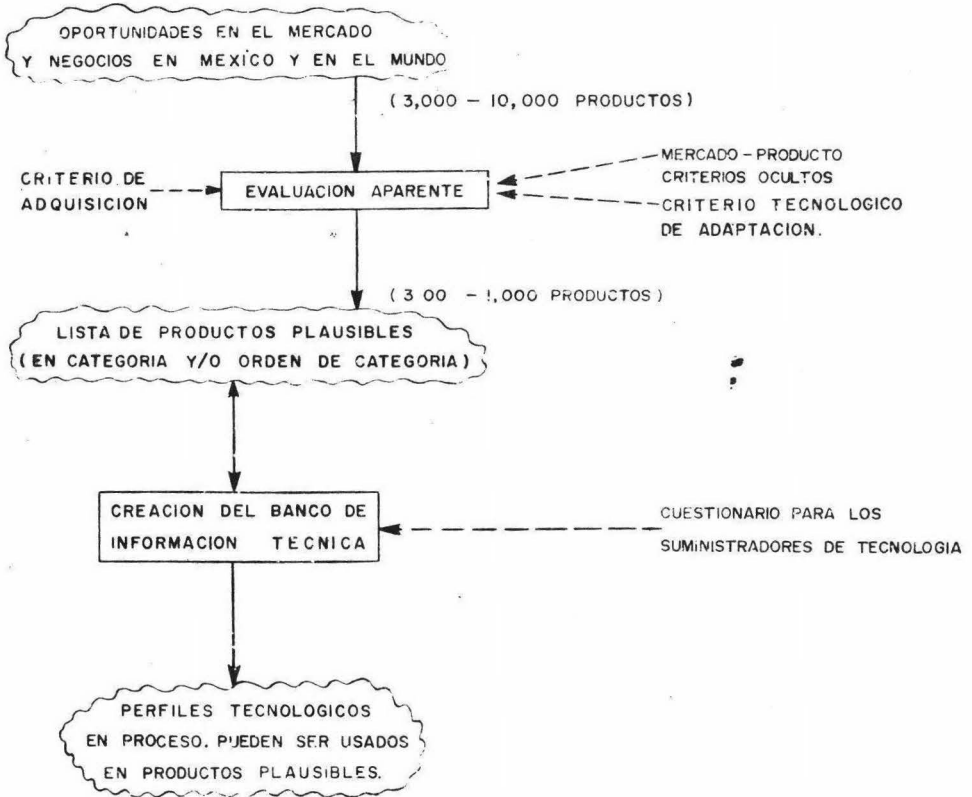 OPORTUNIDADES EN EL MERCADO
Y NEGOCIOS EN MEXICO Y EN EL MUNDO
(3,000 - 10,000 PRODUCTOS)
CRITERIO DE
ADQUISICION
EVALUACION APARENTE
MERCADO-PRODUCTO
CRITERIOS OCULTOS
CRITERIO TECNOLOGICO
DE ADAPTACION.
(300 - 1,000 PRODUCTOS)
LISTA DE PRODUCTOS PLAUSIBLES
(EN CATEGORIA Y/O ORDEN DE CATEGORIA)
CREACION DEL BANCO DE
INFORMACION TECNICA
CUESTIONARIO PARA LOS
SUMINISTRADORES DE TECNOLOGIA
PERFILES TECNOLOGICOS
EN PROCESO. PUEDEN SER USADOS
EN PRODUCTOS PLAUSIBLES.